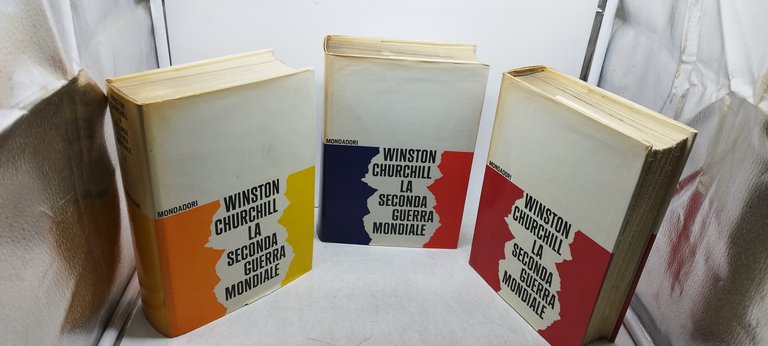 MONDADORI
WINSTON
CHURCHILL
LA
SECONDA
GUERRA
MONDIALE
MONDADORI
WINSTON
CHURCHILL
LA
SECONDA
GUERRA
MONDIALE
MONDADORI
WINSTON
CHURCHILL
LA
SECONDA
GUERRA
MONDIALE